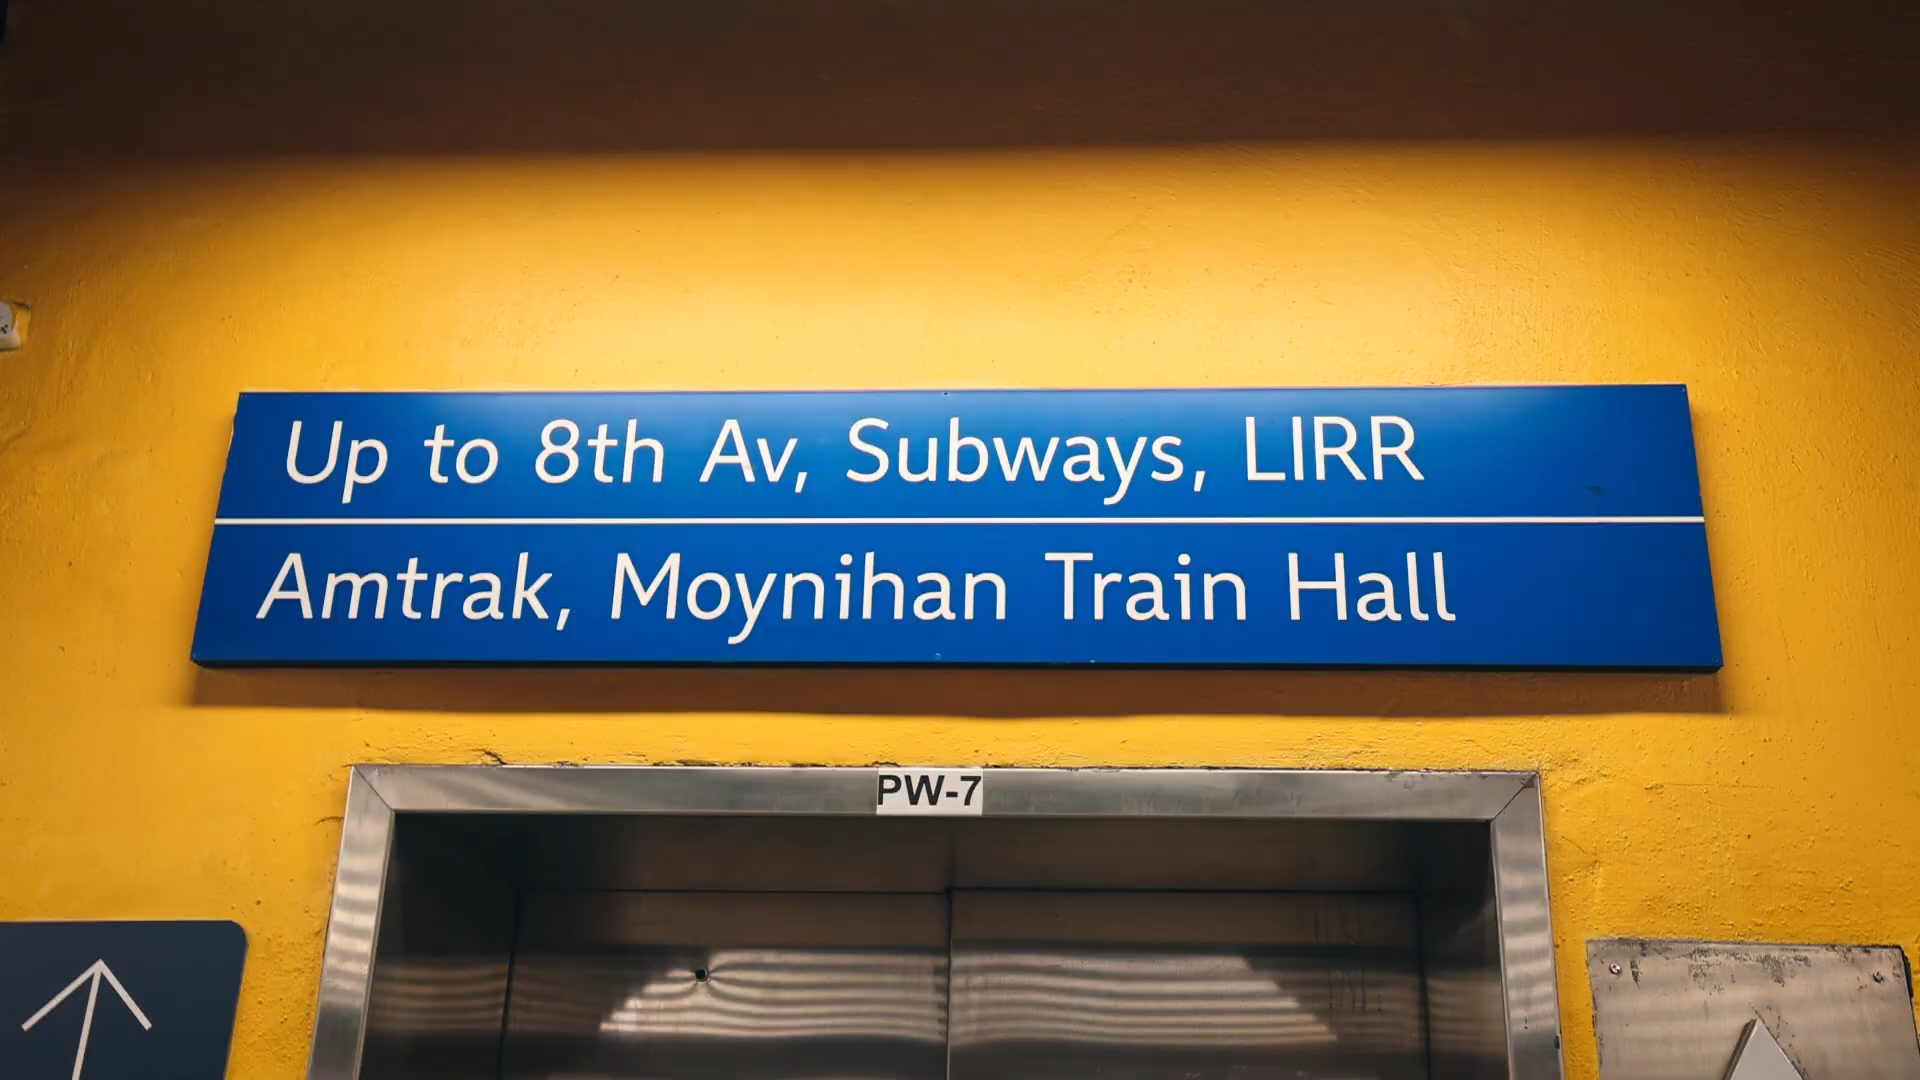 Up to 8th Av, Subways, LIRR
Amtrak, Moynihan Train Hall
PW-7